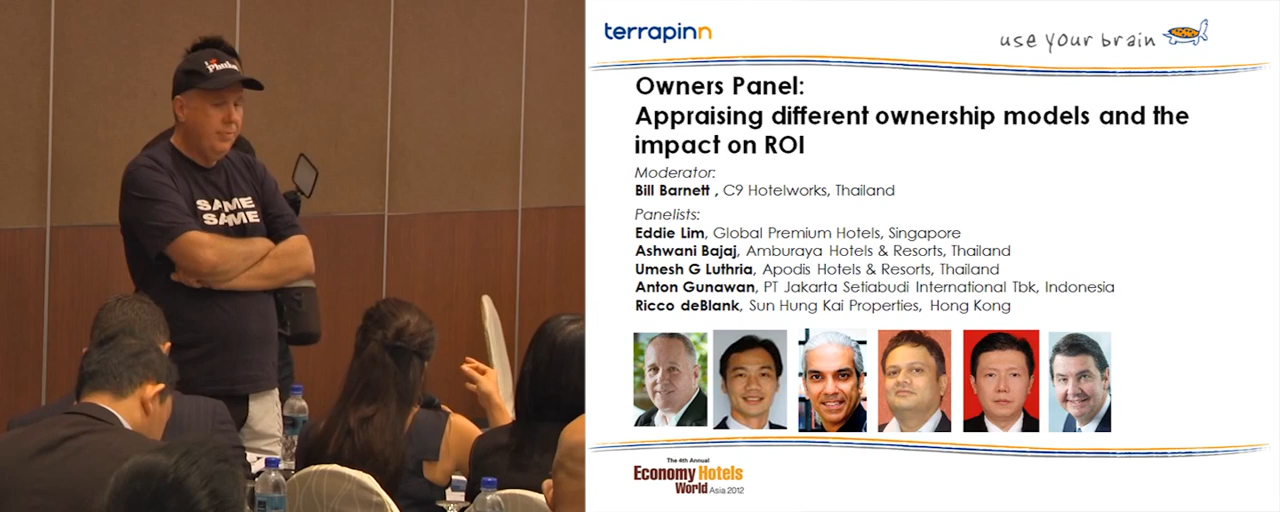 I ♥ Phuket
SAME
SAME
terrapinn
use your brain
Owners Panel:
Appraising different ownership models and the
impact on ROI
Moderator:
Bill Barnett , C9 Hotelworks, Thailand
Panelists:
Eddie Lim, Global Premium Hotels, Singapore
Ashwani Bajaj, Amburaya Hotels & Resorts, Thailand
Umesh G Luthria, Apodis Hotels & Resorts, Thailand
Anton Gunawan, PT Jakarta Setiabudi International Tbk, Indonesia
Ricco deBlank, Sun Hung Kai Properties, Hong Kong
The 4th Annual
Economy Hotels
World Asia 2012